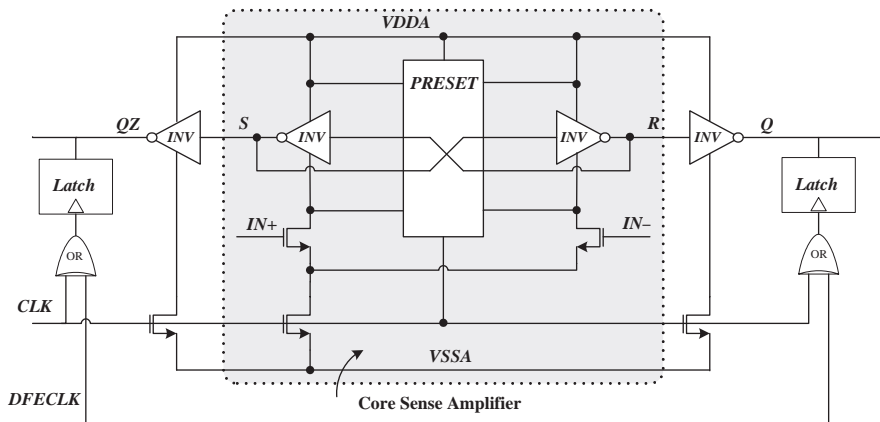 VDDA
PRESET
QZ
INV
S
INV
INV
R
INV
Q
Latch
Latch
IN+
IN−
OR
OR
CLK
VSSA
DFECLK
Core Sense Amplifier